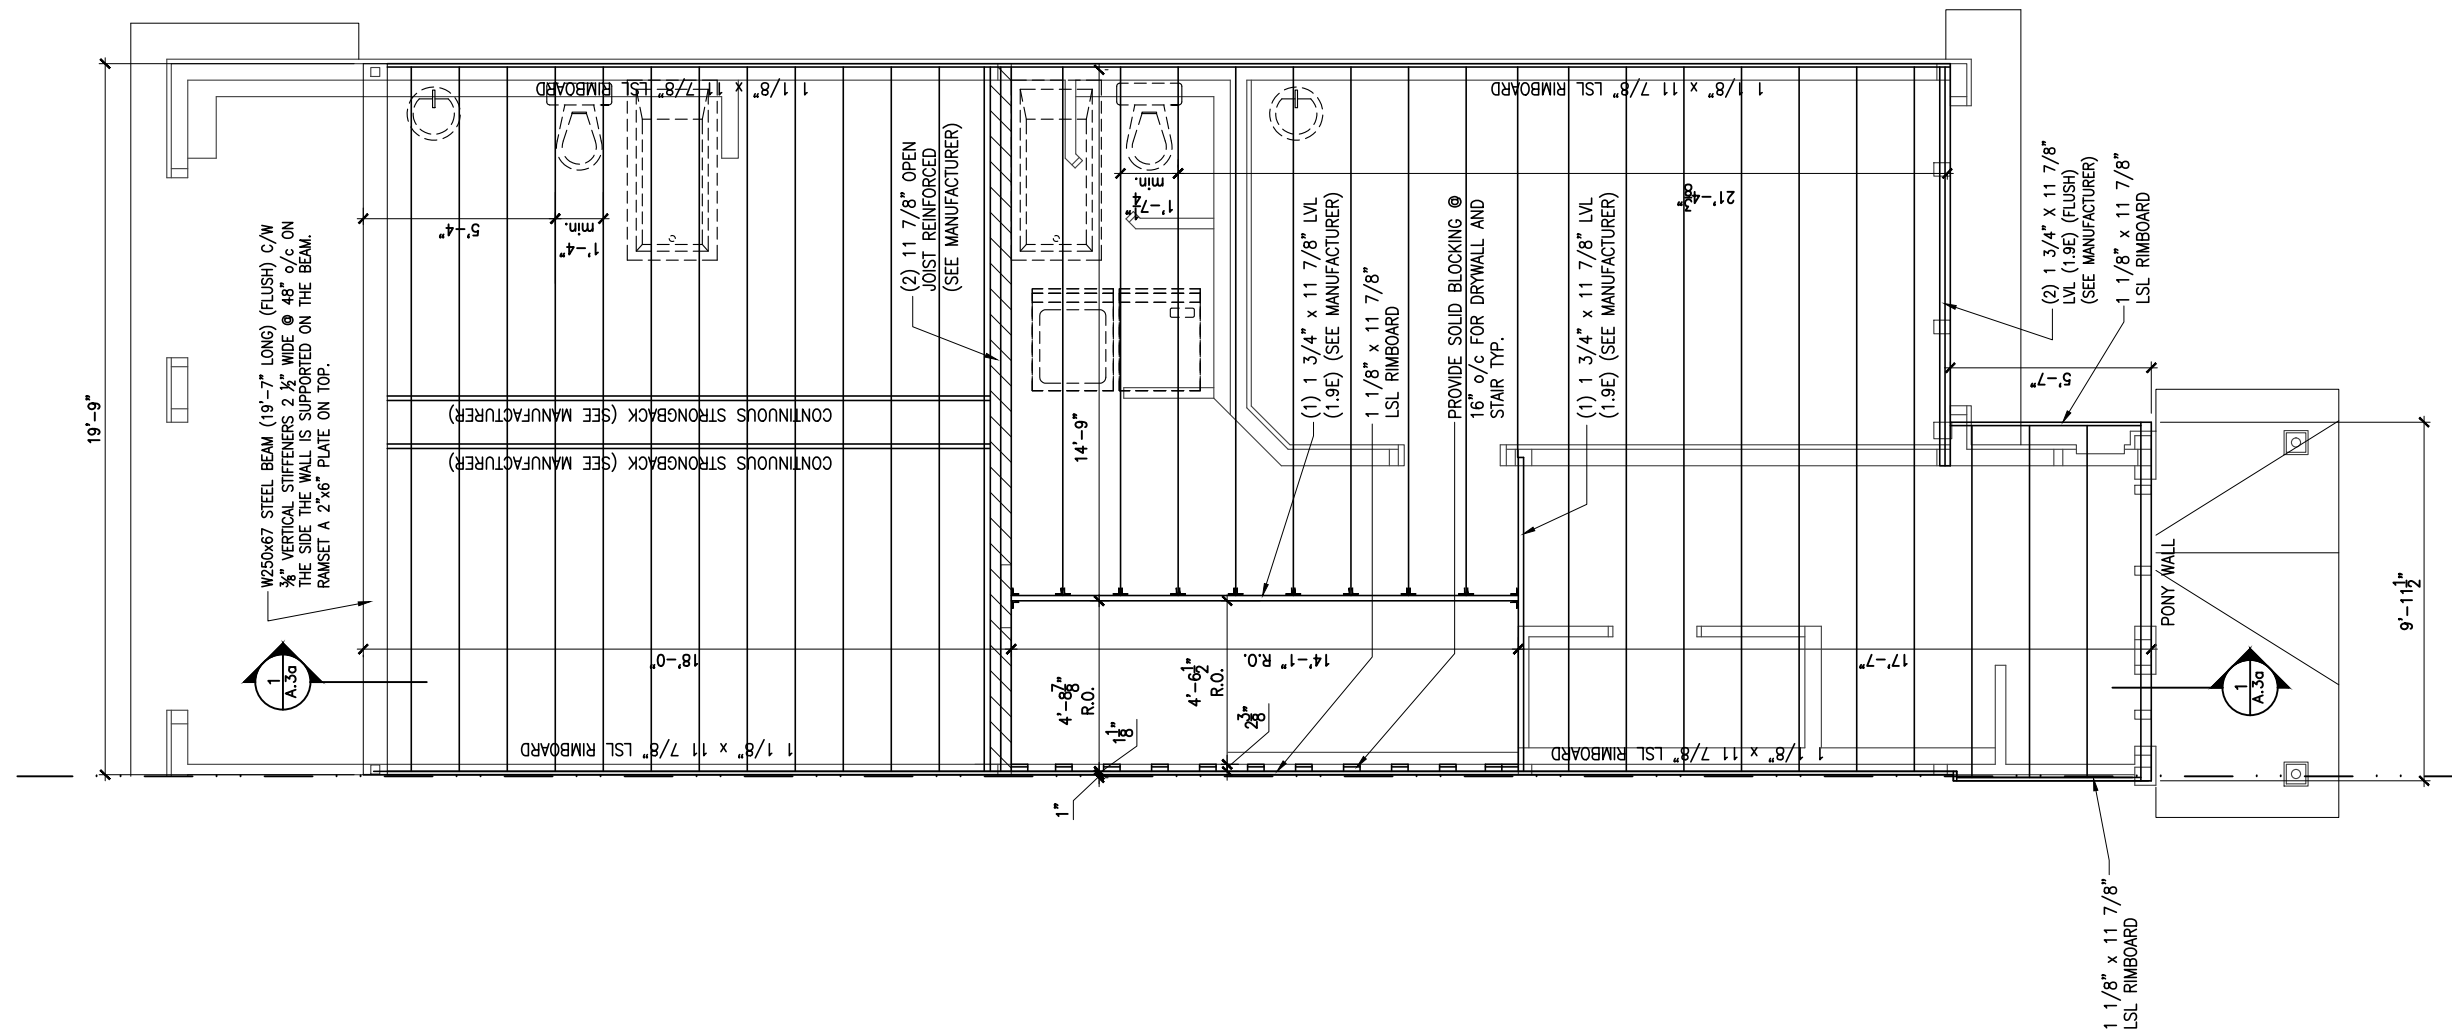 19'-9"
W250x67 STEEL BEAM (19'-7" LONG) (FLUSH) C/W
⅜" VERTICAL STIFFENERS 2 ½" WIDE @ 48" o/c ON
THE SIDE THE WALL IS SUPPORTED ON THE BEAM.
RAMSET A 2"x6" PLATE ON TOP.
1
A.3a
5'-4"
1'-4"
min.
1 1/8" x 11 7/8" LSL RIMBOARD
CONTINUOUS STRONGBACK (SEE MANUFACTURER)
CONTINUOUS STRONGBACK (SEE MANUFACTURER)
18'-0"
1 1/8" x 11 7/8" LSL RIMBOARD
(2) 11 7/8" OPEN
JOIST REINFORCED
(SEE MANUFACTURER)
14'-9"
1'-7¼"
min.
4'-8⅞"
R.O.
1⅛"
1"
4'-6½"
R.O.
2⅜"
14'-1" R.O.
(1) 1 3/4" x 11 7/8" LVL
(1.9E) (SEE MANUFACTURER)
1 1/8" x 11 7/8"
LSL RIMBOARD
PROVIDE SOLID BLOCKING @
16" o/c FOR DRYWALL AND
STAIR TYP.
1 1/8" x 11 7/8" LSL RIMBOARD
21'-4⅜"
(1) 1 3/4" x 11 7/8" LVL
(1.9E) (SEE MANUFACTURER)
17'-7"
1 1/8" x 11 7/8" LSL RIMBOARD
(2) 1 3/4" X 11 7/8"
LVL (1.9E) (FLUSH)
(SEE MANUFACTURER)
1 1/8" x 11 7/8"
LSL RIMBOARD
5'-7"
PONY WALL
1
A.3a
9'-11½"
1 1/8" x 11 7/8"
LSL RIMBOARD